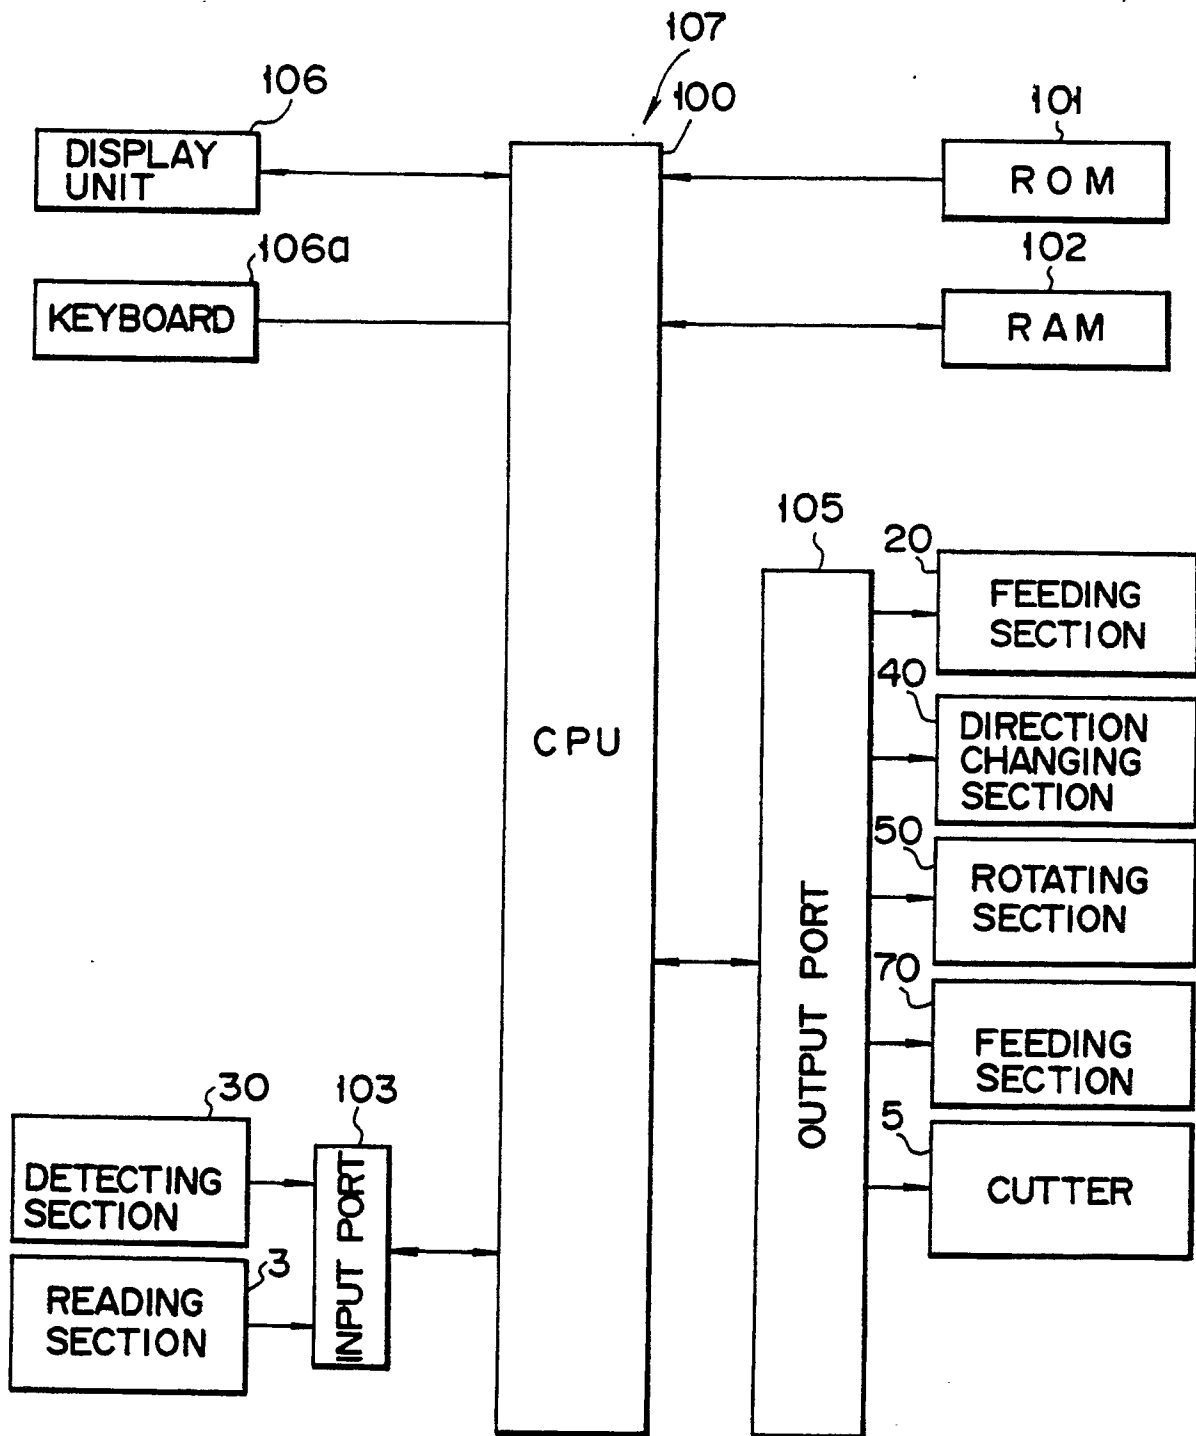 107
106
100
101
DISPLAY
UNIT
ROM
106a
102
KEYBOARD
RAM
105
20
FEEDING
SECTION
40
CPU
DIRECTION
CHANGING
SECTION
50
ROTATING
SECTION
OUTPUT PORT
70
FEEDING
SECTION
30
103
5
DETECTING
SECTION
INPUT PORT
CUTTER
3
READING
SECTION